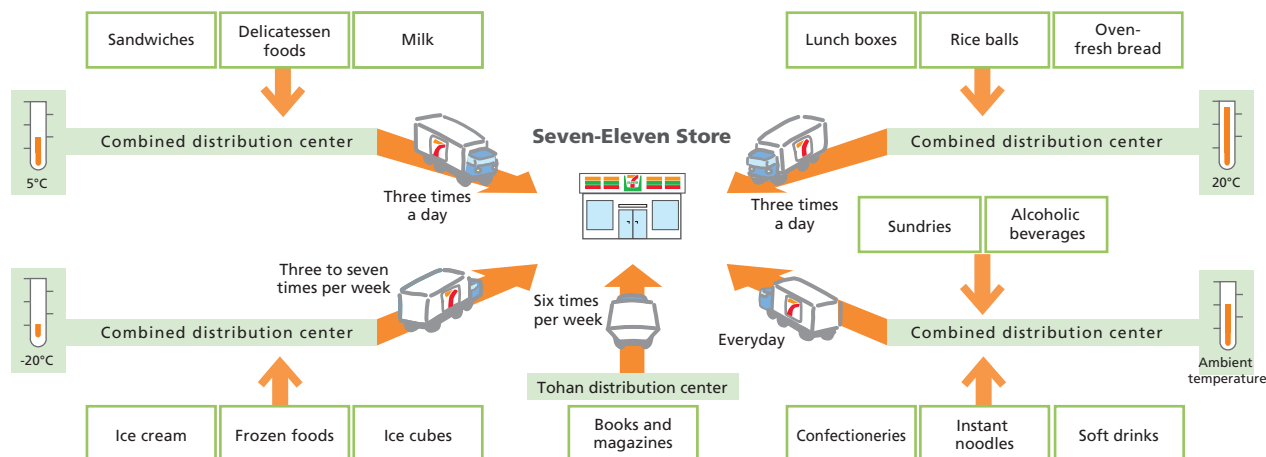 Sandwiches
Delicatessen
foods
Milk
Lunch boxes
Rice balls
Oven-
fresh bread
Combined distribution center
5°C
Three times
a day
Seven-Eleven Store
Three times
a day
Combined distribution center
20°C
Sundries
Alcoholic
beverages
Three to seven
times per week
Combined distribution center
-20°C
Six times
per week
Everyday
Combined distribution center
Ambient
temperature
Tohan distribution center
Ice cream
Frozen foods
Ice cubes
Books and
magazines
Confectioneries
Instant
noodles
Soft drinks